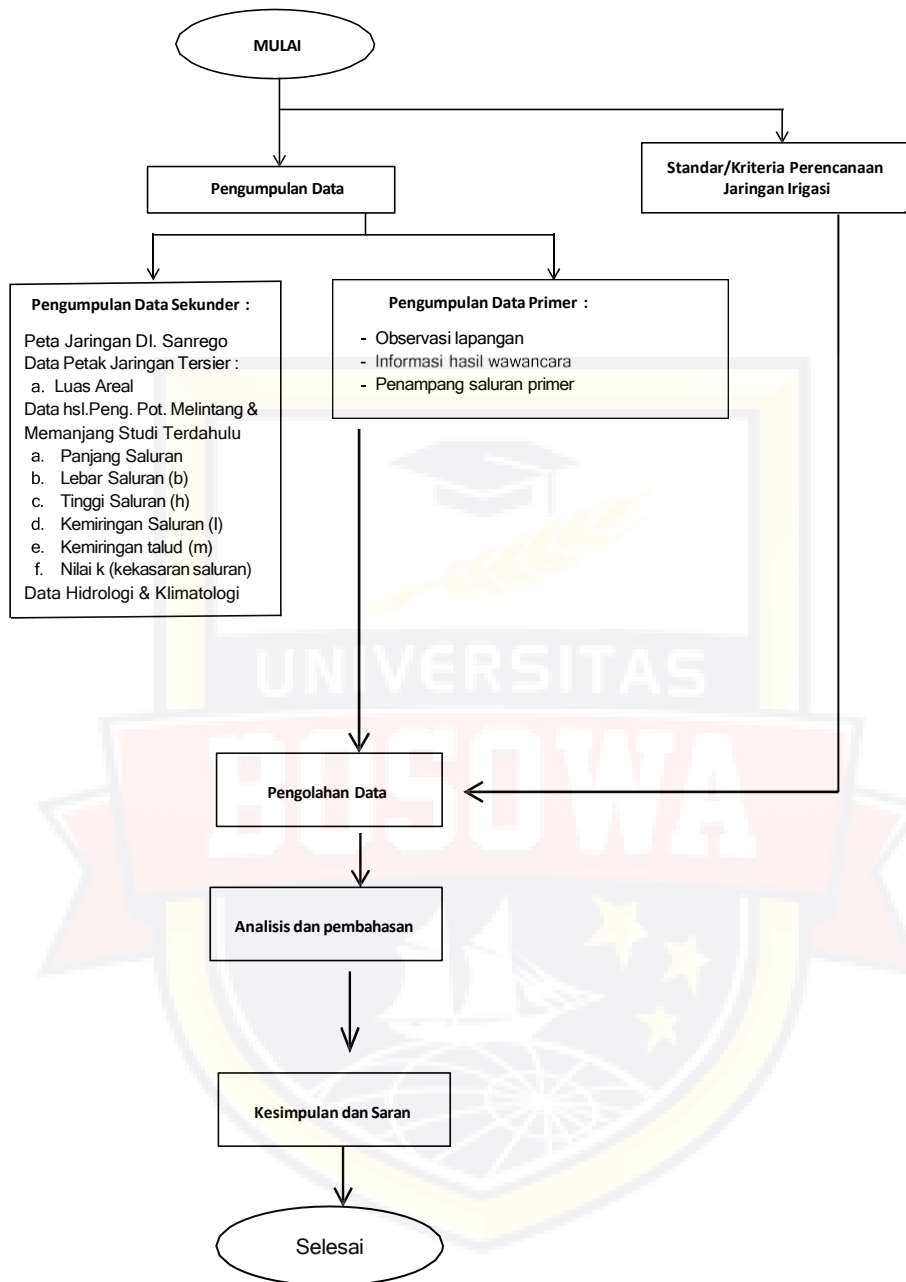 MULAI
Pengumpulan Data
Standar/Kriteria Perencanaan
Jaringan Irigasi
Pengumpulan Data Sekunder :
Peta Jaringan DI. Sanrego
Data Petak Jaringan Tersier :
a. Luas Areal
Data hsl.Peng. Pot. Melintang &
Memanjang Studi Terdahulu
a. Panjang Saluran
b. Lebar Saluran (b)
c. Tinggi Saluran (h)
d. Kemiringan Saluran (I)
e. Kemiringan talud (m)
f. Nilai k (kekasaran saluran)
Data Hidrologi & Klimatologi
Pengumpulan Data Primer :
- Observasi lapangan
- Informasi hasil wawancara
- Penampang saluran primer
UNIVERSITAS
BOSOWA
Pengolahan Data
Analisis dan pembahasan
Kesimpulan dan Saran
Selesai